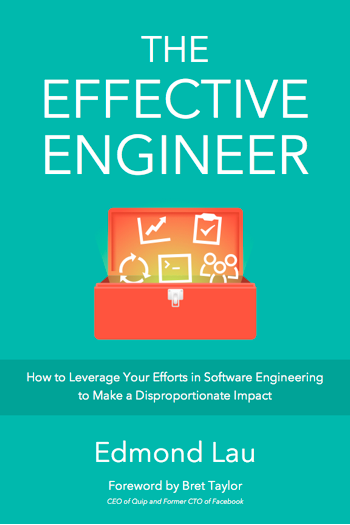 THE
EFFECTIVE
ENGINEER
>-
How to Leverage Your Efforts in Software Engineering
to Make a Disproportionate Impact
Edmond Lau
Foreword by Bret Taylor
CEO of Quip and Former CTO of Facebook